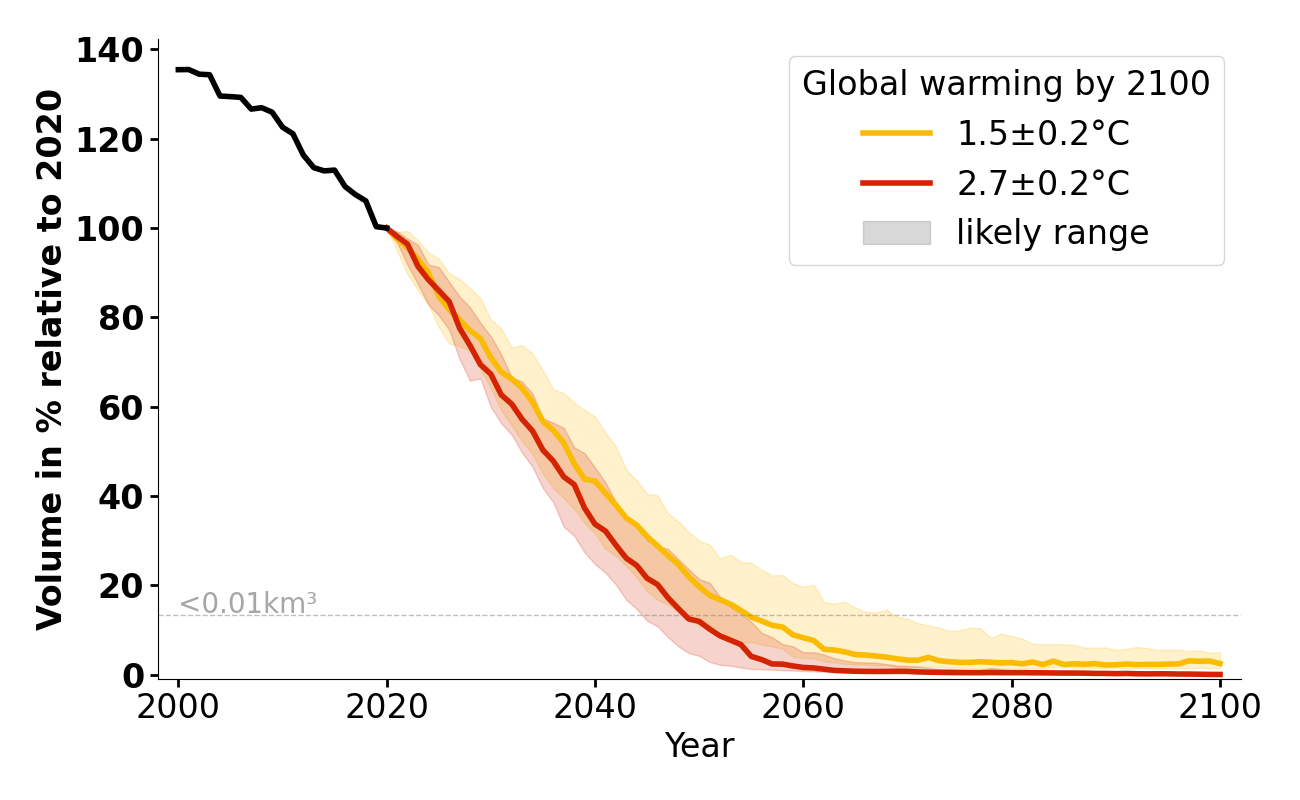 Volume in % relative to 2020
140
120
100
80
60
40
20
0
<0.01km³
Global warming by 2100
1.5±0.2°C
2.7±0.2°C
likely range
2000 2020 2040 2060 2080 2100
Year